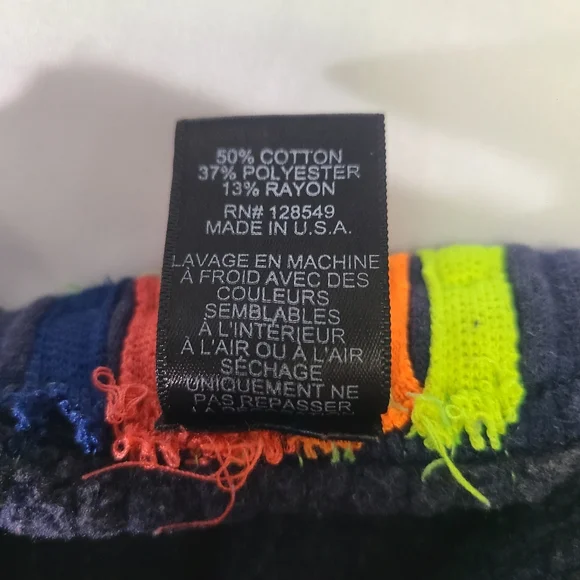 50% COTTON
37% POLYESTER
13% RAYON
RN# 128549
MADE IN U.S.A.
LAVAGE EN MACHINE
À FROID AVEC DES
COULEURS
SEMBLABLES
À L'INTÉRIEUR
À L'AIR OU À L'AIR
SÉCHAGE
UNIQUEMENT NE
PAS REPASSER